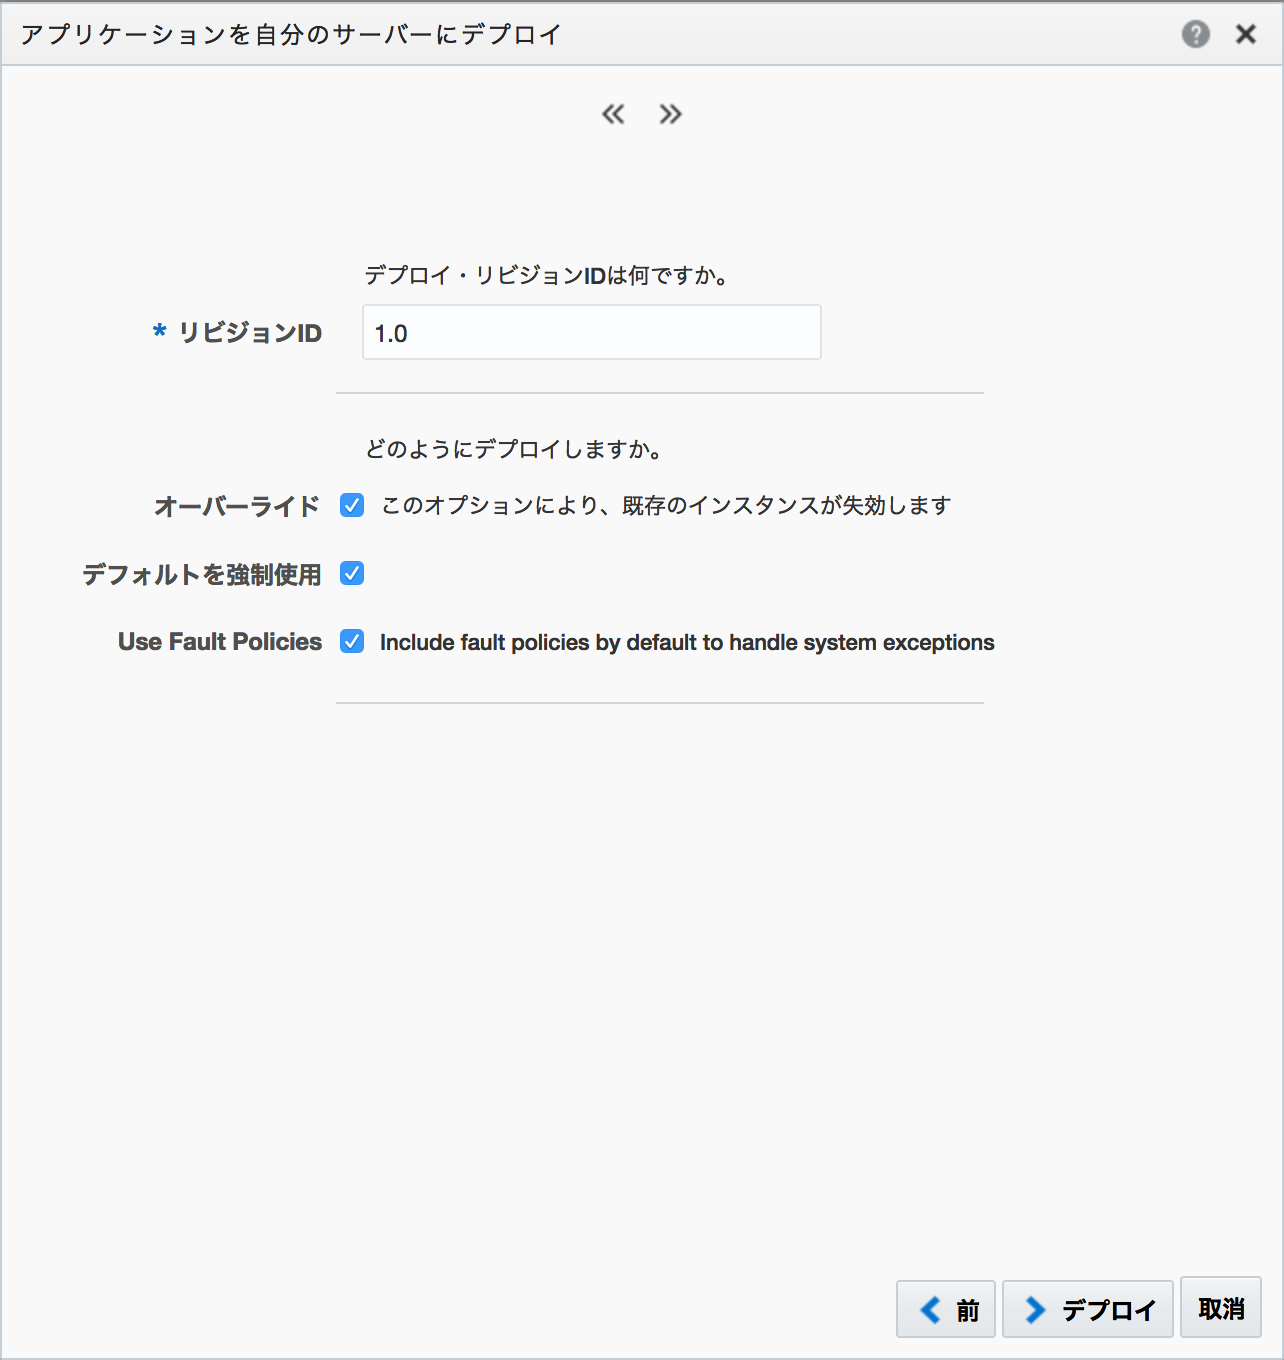 アプリケーションを自分のサーバーにデプロイ
デプロイ・リビジョンIDは何ですか。
* リビジョンID 1.0
どのようにデプロイしますか。
オーバーライド このオプションにより、既存のインスタンスが失効します
デフォルトを強制使用
Use Fault Policies Include fault policies by default to handle system exceptions
前 デプロイ 取消